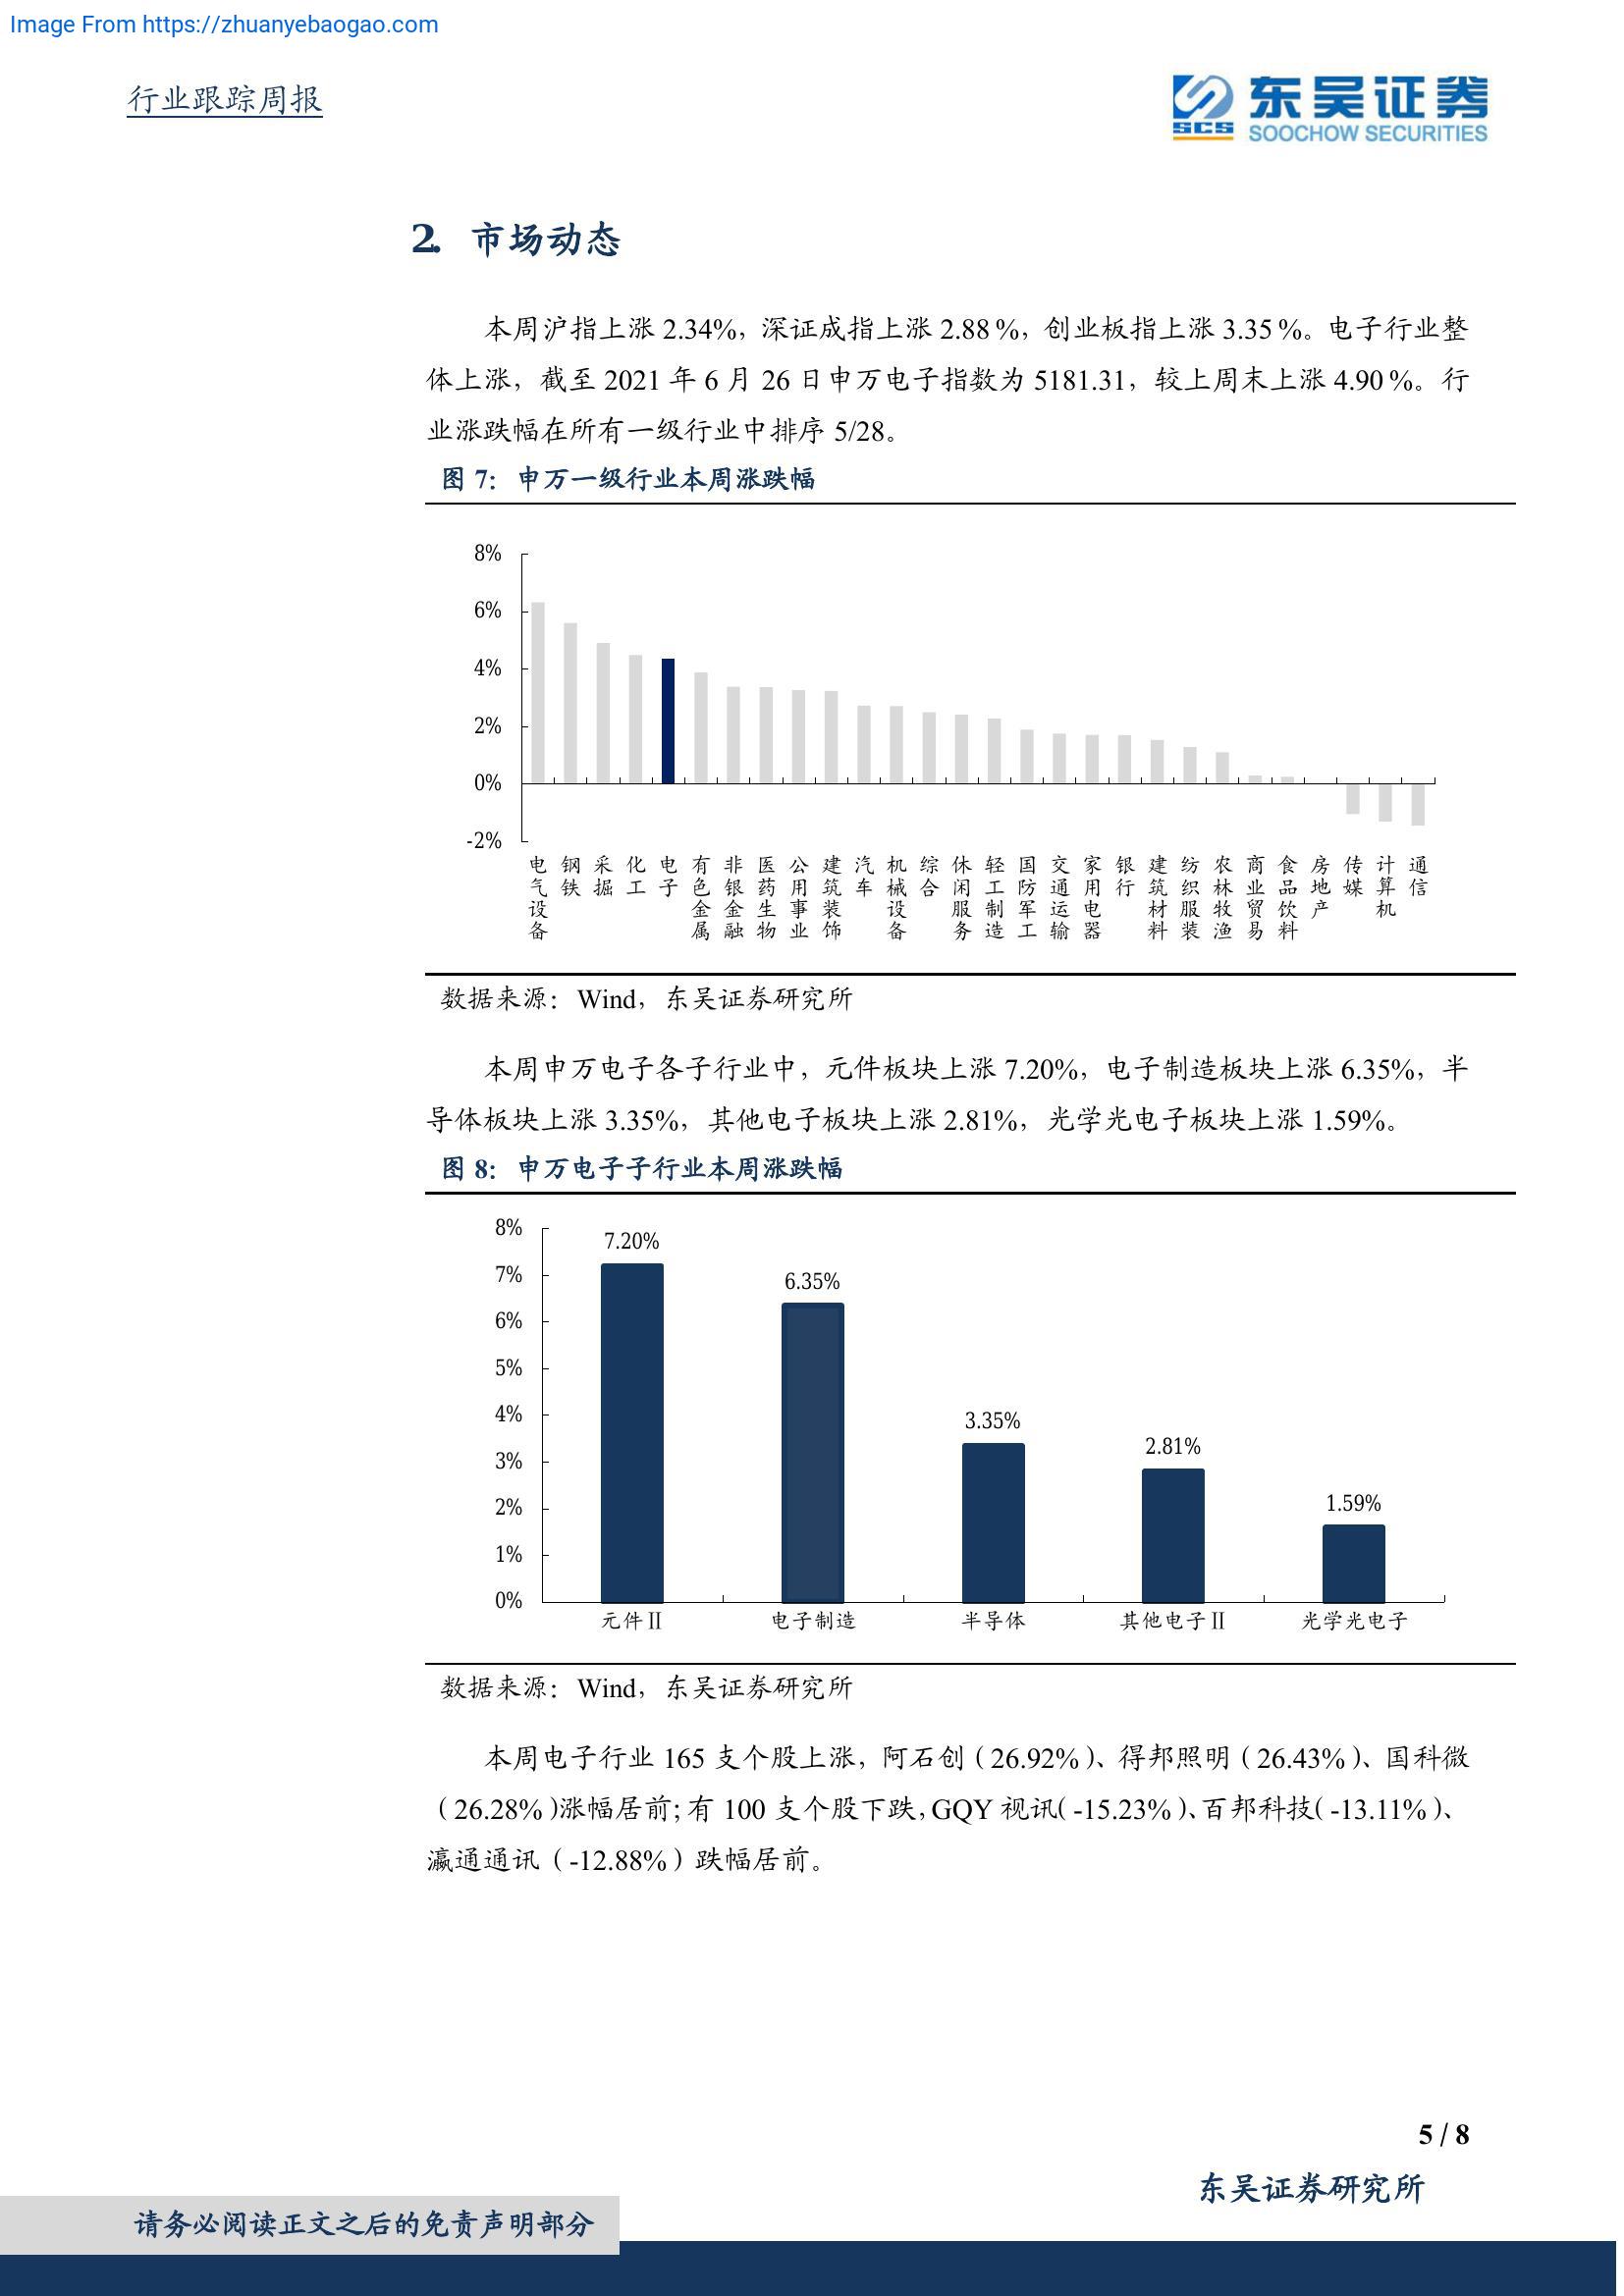 Image From https://zhuanyebaogao.com
行业跟踪周报
东吴证券
SCS
SOOCHOW SECURITIES
2. 市场动态
本周沪指上涨 2.34%，深证成指上涨 2.88%，创业板指上涨 3.35%。电子行业整
体上涨，截至 2021 年 6 月 26 日申万电子指数为 5181.31，较上周末上涨 4.90%。行
业涨跌幅在所有一级行业中排序 5/28。
图 7：申万一级行业本周涨跌幅
8%
6%
4%
2%
0%
-2%
电气设备
钢铁
采掘
化工
电子
有色金属
非银金融
医药生物
公用事业
建筑装饰
汽车
机械设备
综合
休闲服务
轻工制造
国防军工
交通运输
家用电器
银行
建筑材料
纺织服装
农林牧渔
商业贸易
食品饮料
房地产
传媒
计算机
通信
数据来源：Wind，东吴证券研究所
本周申万电子各子行业中，元件板块上涨 7.20%，电子制造板块上涨 6.35%，半
导体板块上涨 3.35%，其他电子板块上涨 2.81%，光学光电子板块上涨 1.59%。
图 8：申万电子子行业本周涨跌幅
8%
7%
6%
5%
4%
3%
2%
1%
0%
7.20%
6.35%
3.35%
2.81%
1.59%
元件Ⅱ
电子制造
半导体
其他电子Ⅱ
光学光电子
数据来源：Wind，东吴证券研究所
本周电子行业 165 支个股上涨，阿石创（26.92%）、得邦照明（26.43%）、国科微
（26.28%）涨幅居前；有 100 支个股下跌，GQY 视讯（-15.23%）、百邦科技（-13.11%）、
瀛通通讯（-12.88%）跌幅居前。
5 / 8
东吴证券研究所
请务必阅读正文之后的免责声明部分